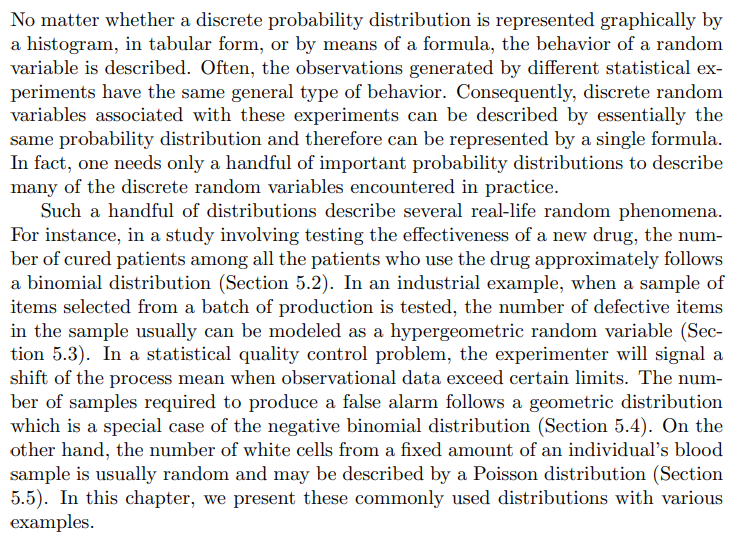 No matter whether a discrete probability distribution is represented graphically by
a histogram, in tabular form, or by means of a formula, the behavior of a random
variable is described. Often, the observations generated by different statistical ex-
periments have the same general type of behavior. Consequently, discrete random
variables associated with these experiments can be described by essentially the
same probability distribution and therefore can be represented by a single formula.
In fact, one needs only a handful of important probability distributions to describe
many of the discrete random variables encountered in practice.
Such a handful of distributions describe several real-life random phenomena.
For instance, in a study involving testing the effectiveness of a new drug, the num-
ber of cured patients among all the patients who use the drug approximately follows
a binomial distribution (Section 5.2). In an industrial example, when a sample of
items selected from a batch of production is tested, the number of defective items
in the sample usually can be modeled as a hypergeometric random variable (Sec-
tion 5.3). In a statistical quality control problem, the experimenter will signal a
shift of the process mean when observational data exceed certain limits. The num-
ber of samples required to produce a false alarm follows a geometric distribution
which is a special case of the negative binomial distribution (Section 5.4). On the
other hand, the number of white cells from a fixed amount of an individual's blood
sample is usually random and may be described by a Poisson distribution (Section
5.5). In this chapter, we present these commonly used distributions with various
examples.